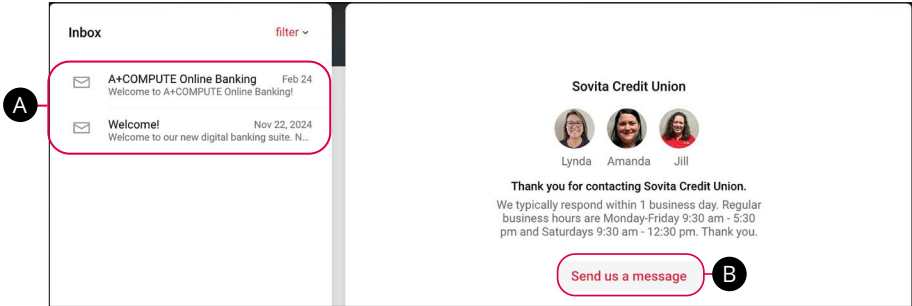 Inbox
filter
A
A+COMPUTE Online Banking Feb 24
Welcome to A+COMPUTE Online Banking!
Welcome! Nov 22, 2024
Welcome to our new digital banking suite. N...
Sovita Credit Union
Lynda Amanda Jill
Thank you for contacting Sovita Credit Union.
We typically respond within 1 business day. Regular
business hours are Monday-Friday 9:30 am - 5:30
pm and Saturdays 9:30 am - 12:30 pm. Thank you.
Send us a message
B